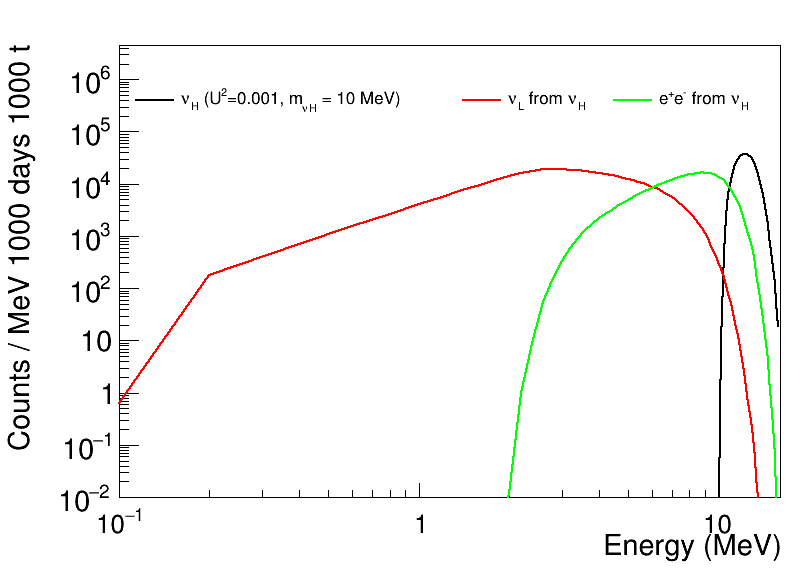 Counts / MeV 1000 days 1000 t
10⁶
10⁵
10⁴
10³
10²
10
1
10⁻¹
10⁻²
ν_H (U²=0.001, m_νH = 10 MeV)
ν_L from ν_H
e⁺e⁻ from ν_H
10⁻¹
1
10
Energy (MeV)